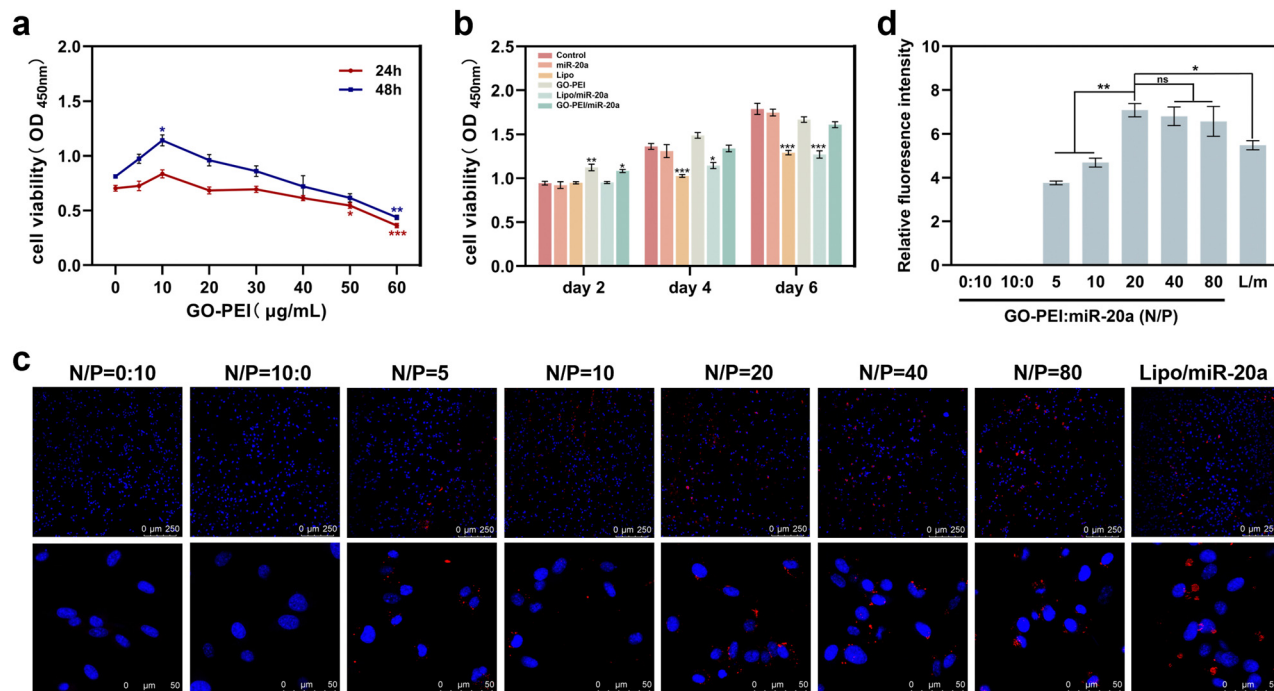 a
2.0
1.5
1.0
0.5
0.0
cell viability( OD 450nm)
24h
48h
*
*
**
***
0 10 20 30 40 50 60
GO-PEI( μg/mL)
b
2.5
2.0
1.5
1.0
0.5
0.0
cell viability( OD 450nm)
Control
miR-20a
Lipo
GO-PEI
Lipo/miR-20a
GO-PEI/miR-20a
** *
*** *
*** ***
day 2 day 4 day 6
d
10
8
6
4
2
0
Relative fluorescence intensity
*
ns
**
0:10 10:0 5 10 20 40 80 L/m
GO-PEI:miR-20a (N/P)
c
N/P=0:10 N/P=10:0 N/P=5 N/P=10 N/P=20 N/P=40 N/P=80 Lipo/miR-20a
0 μm 250 0 μm 250 0 μm 250 0 μm 250 0 μm 250 0 μm 250 0 μm 250 0 μm 250
0 μm 50 0 μm 50 0 μm 50 0 μm 50 0 μm 50 0 μm 50 0 μm 50 0 μm 50